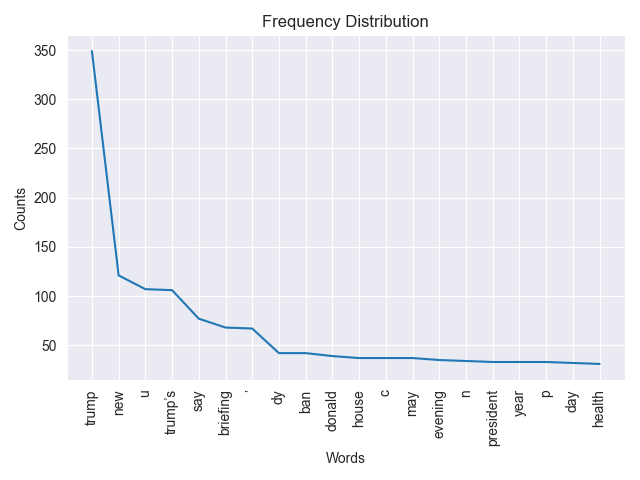 Frequency Distribution
Counts
350
300
250
200
150
100
50
trump
new
u
trump’s
say
briefing
’
dy
ban
donald
house
c
may
evening
n
president
year
p
day
health
Words